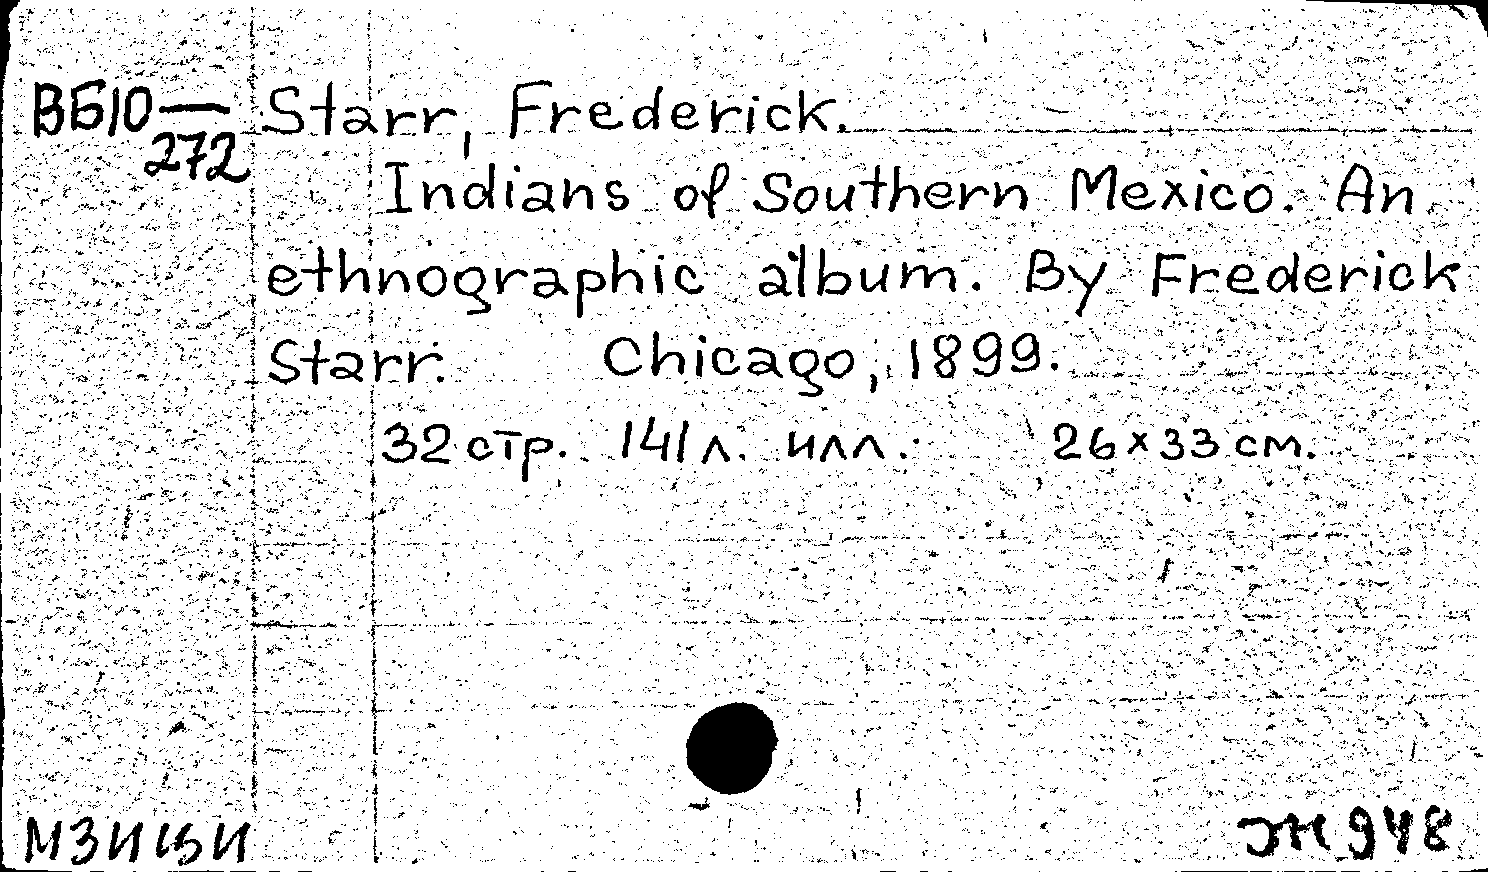 ВБ10—
272
Starr, Frederick.
Indians of Southern Mexico. An
ethnographic album. By Frederick
Starr. Chicago, 1899.
32 стр. 141 л. илл. 26×33 см.
Ж 948